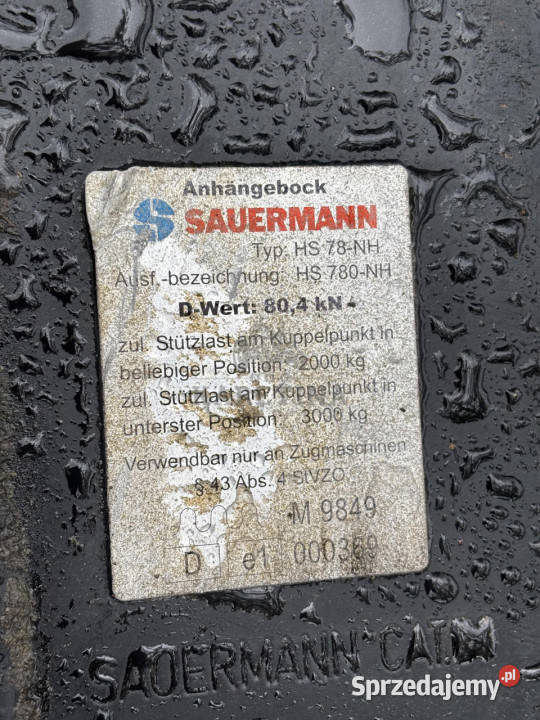 Anhängebock
SAUERMANN
Typ: HS 78-NH
Ausf.-bezeichnung: HS 780-NH
D-Wert: 80,4 kN
zul. Stützlast am Kuppelpunkt in
beliebiger Position: 2000 kg
zul. Stützlast am Kuppelpunkt in
unterster Position: 3000 kg
Verwendbar nur an Zugmaschinen
§ 43 Abs. 4 StVZO
M 9849
D e1 000369
SAUERMANN CAT
Sprzedajemy.pl